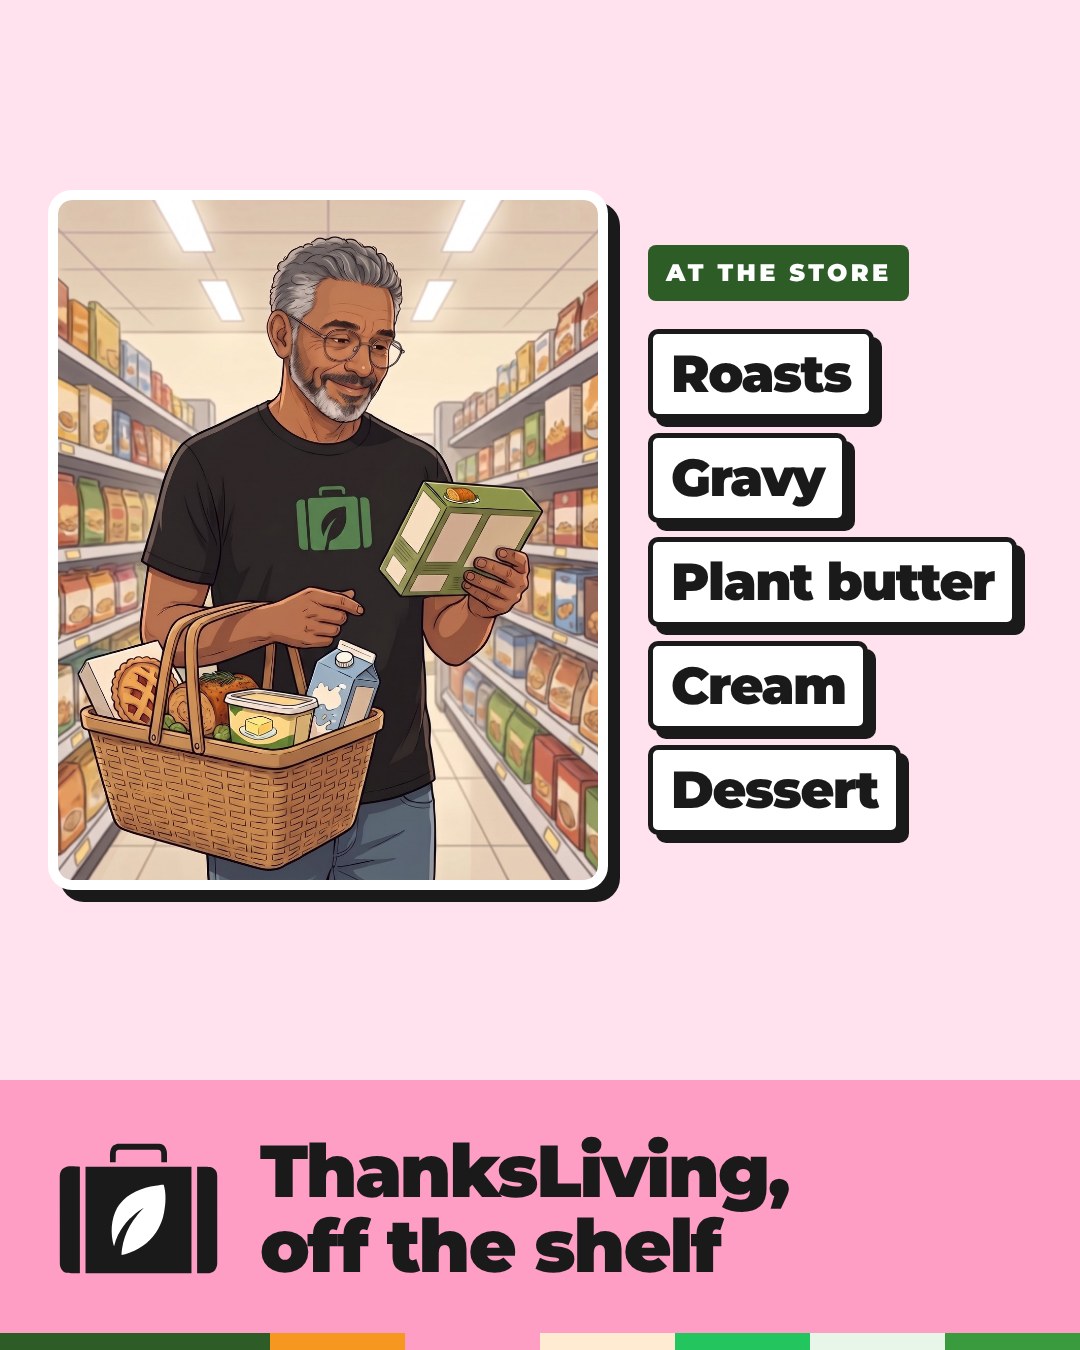 AT THE STORE
Roasts
Gravy
Plant butter
Cream
Dessert
ThanksLiving,
off the shelf